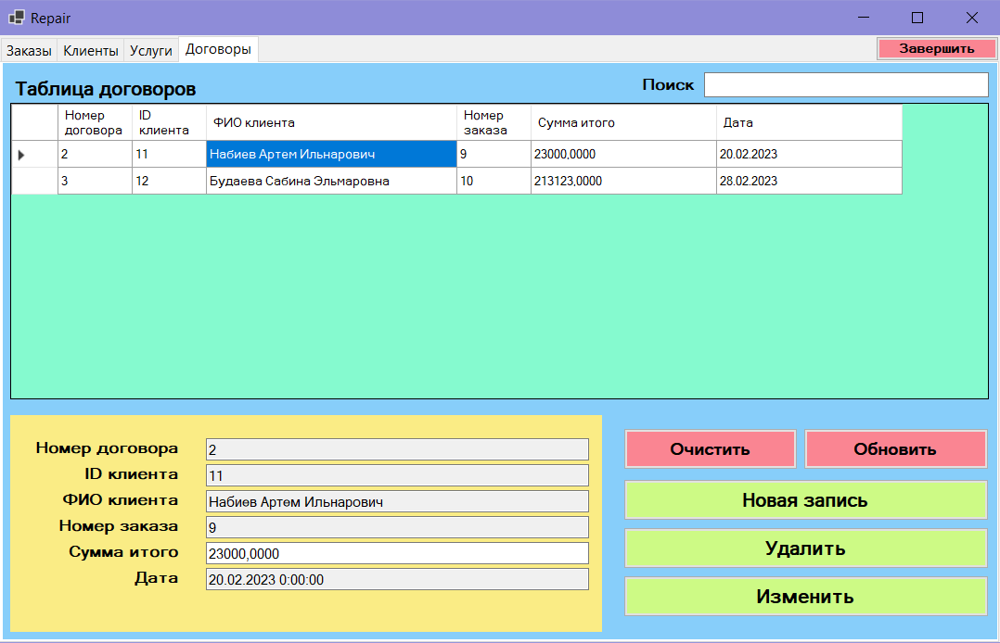 Repair
Заказы Клиенты Услуги Договоры Завершить
Таблица договоров Поиск
Номер договора ID клиента ФИО клиента Номер заказа Сумма итого Дата
2 11 Набиев Артем Ильнарович 9 23000,0000 20.02.2023
3 12 Будаева Сабина Эльмаровна 10 213123,0000 28.02.2023
Номер договора 2
ID клиента 11
ФИО клиента Набиев Артем Ильнарович
Номер заказа 9
Сумма итого 23000,0000
Дата 20.02.2023 0:00:00
Очистить Обновить
Новая запись
Удалить
Изменить